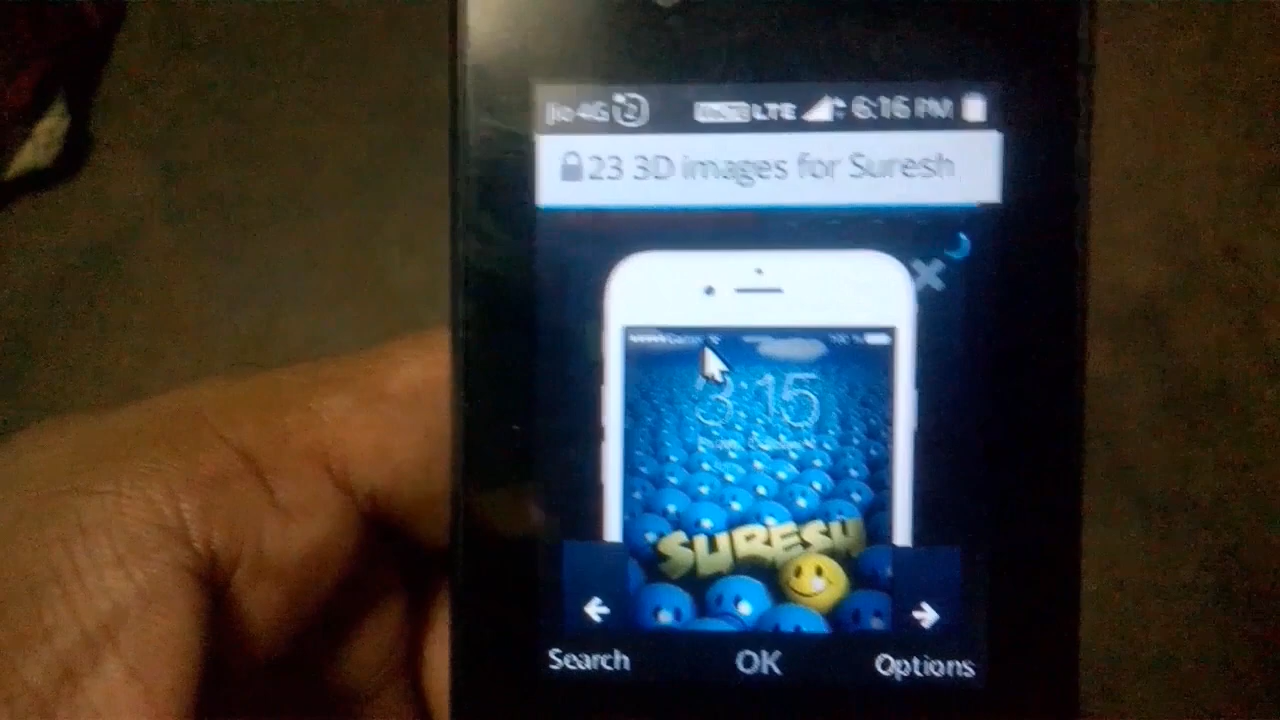 Jio 4G LTE 6:16 PM
23 3D images for Suresh
3:15
SURESH
Search OK Options